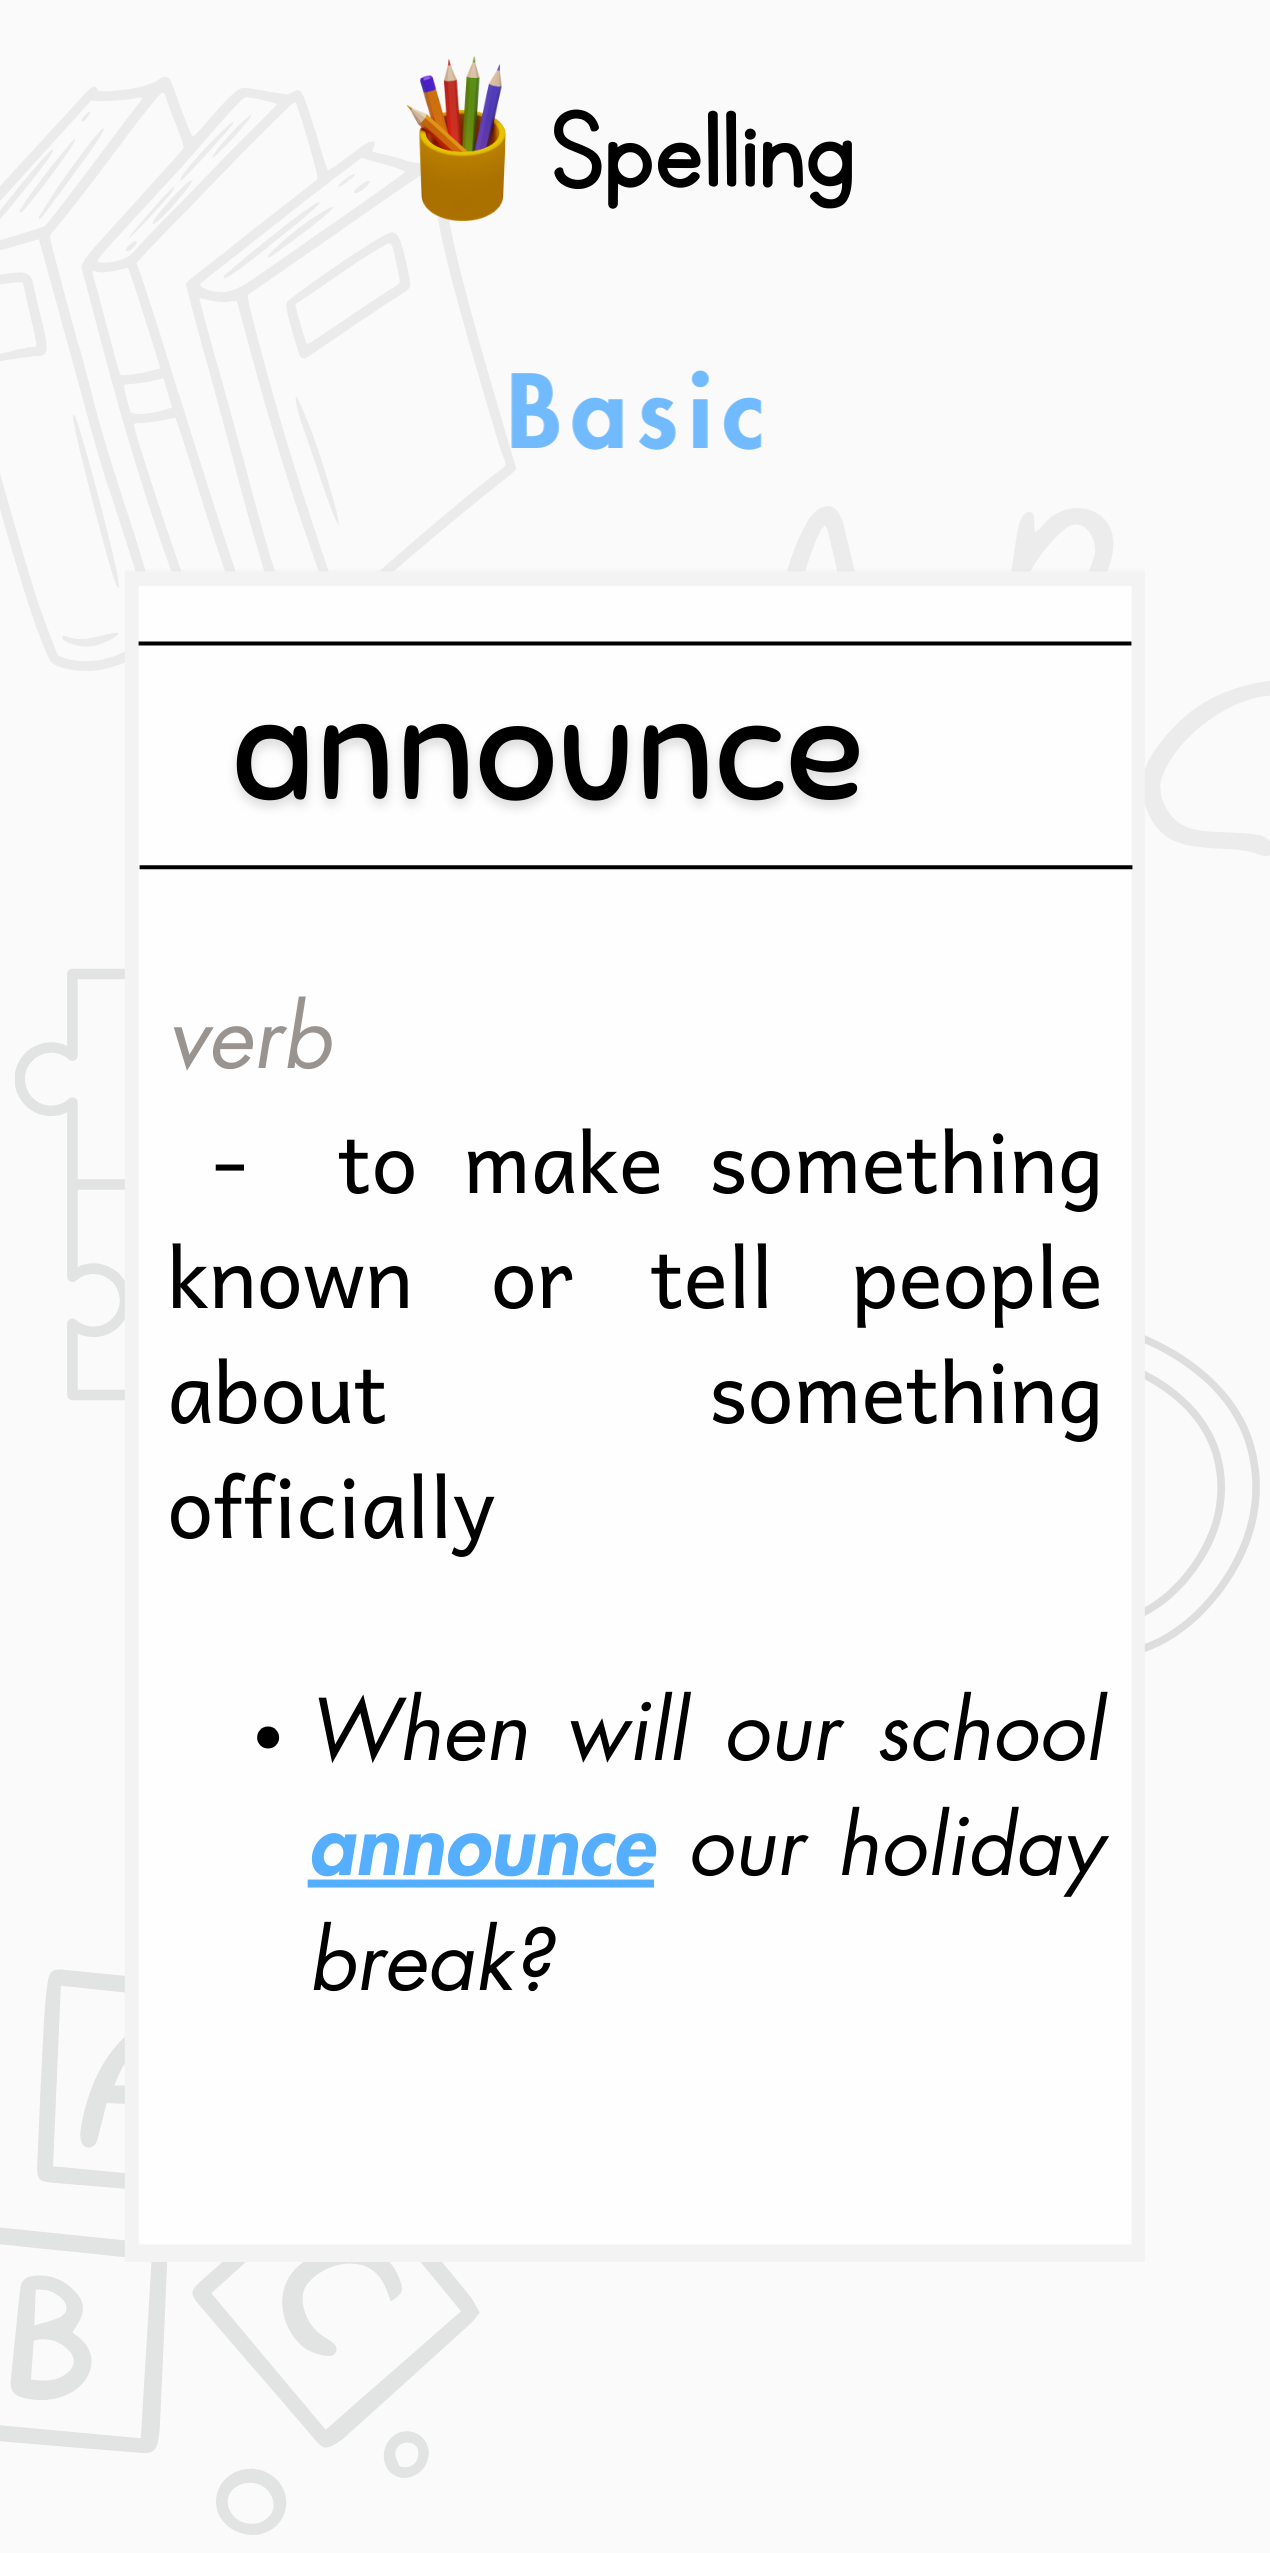 Spelling
Basic
announce
verb
- to make something
known or tell people
about something
officially
• When will our school
announce our holiday
break?
A
B
C